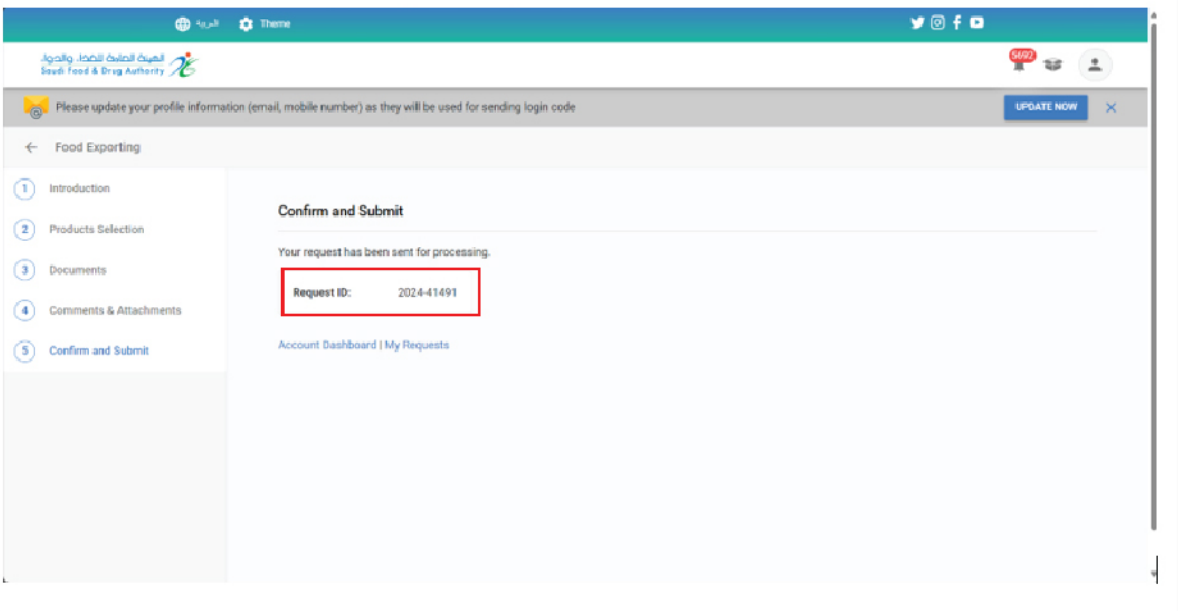 العربية Theme
الهيئة العامة للغذاء والدواء
Saudi Food & Drug Authority
5692
Please update your profile information (email, mobile number) as they will be used for sending login code
UPDATE NOW
Food Exporting
1 Introduction
2 Products Selection
3 Documents
4 Comments & Attachments
5 Confirm and Submit
Confirm and Submit
Your request has been sent for processing.
Request ID: 2024-41491
Account Dashboard | My Requests